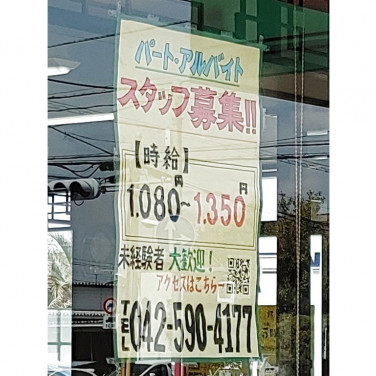 パート・アルバイト
スタッフ募集!!
【時給】
1.080円~1.350円
未経験者 大歓迎!
アクセスはこちら→
TEL 042-590-4177